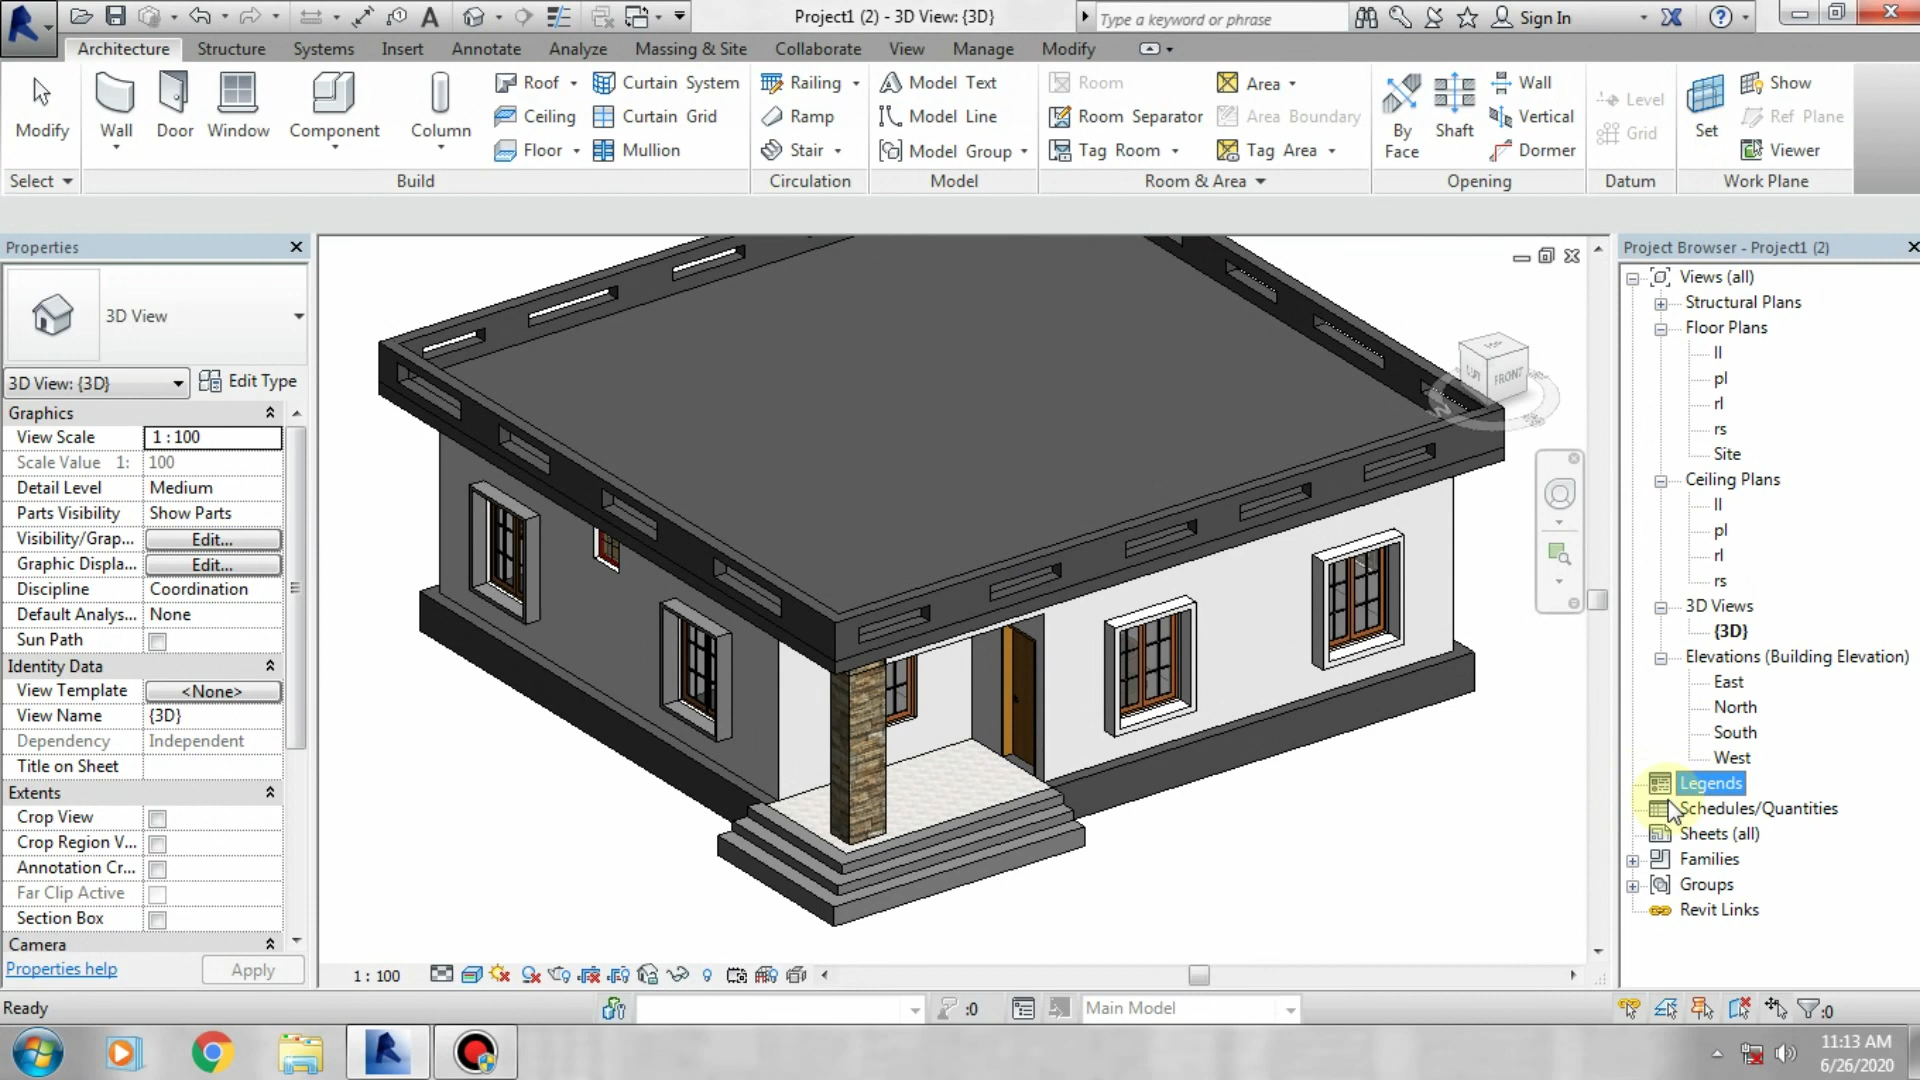 Project1 (2) - 3D View: {3D}
Type a keyword or phrase
Sign In
Architecture
Structure
Systems
Insert
Annotate
Analyze
Massing & Site
Collaborate
View
Manage
Modify
Modify
Wall
Door
Window
Component
Column
Roof
Ceiling
Floor
Curtain System
Curtain Grid
Mullion
Railing
Ramp
Stair
Model Text
Model Line
Model Group
Room
Room Separator
Tag Room
Area
Area Boundary
Tag Area
By
Face
Shaft
Wall
Vertical
Dormer
Level
Grid
Set
Show
Ref Plane
Viewer
Select
Build
Circulation
Model
Room & Area
Opening
Datum
Work Plane
Properties
3D View
3D View: {3D}
Edit Type
Graphics
View Scale 1 : 100
Scale Value 1: 100
Detail Level Medium
Parts Visibility Show Parts
Visibility/Grap... Edit...
Graphic Displa... Edit...
Discipline Coordination
Default Analys... None
Sun Path
Identity Data
View Template <None>
View Name {3D}
Dependency Independent
Title on Sheet
Extents
Crop View
Crop Region V...
Annotation Cr...
Far Clip Active
Section Box
Camera
Properties help
Apply
TOP
FRONT
W
1 : 100
Project Browser - Project1 (2)
Views (all)
Structural Plans
Floor Plans
ll
pl
rl
rs
Site
Ceiling Plans
ll
pl
rl
rs
3D Views
{3D}
Elevations (Building Elevation)
East
North
South
West
Legends
Schedules/Quantities
Sheets (all)
Families
Groups
Revit Links
Ready
:0
Main Model
:0
11:13 AM
6/26/2020